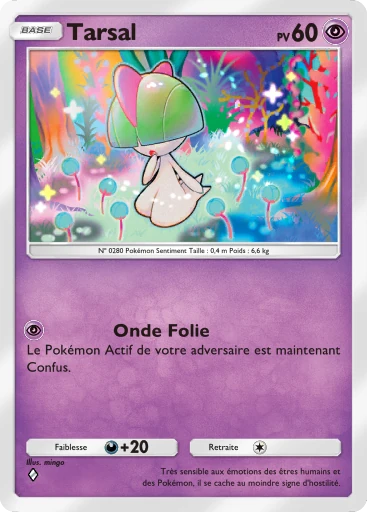 BASE
Tarsal
PV 60
N° 0280 Pokémon Sentiment Taille : 0,4 m Poids : 6,6 kg
Onde Folie
Le Pokémon Actif de votre adversaire est maintenant
Confus.
Faiblesse +20
Retraite
Illus. mingo
Très sensible aux émotions des êtres humains et
des Pokémon, il se cache au moindre signe d'hostilité.